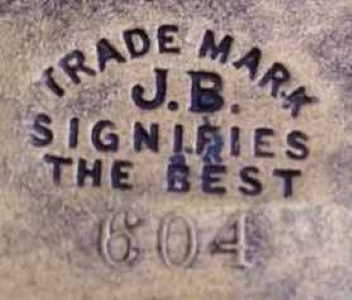 TRADE MARK
J.B.
SIGNIFIES
THE BEST
604